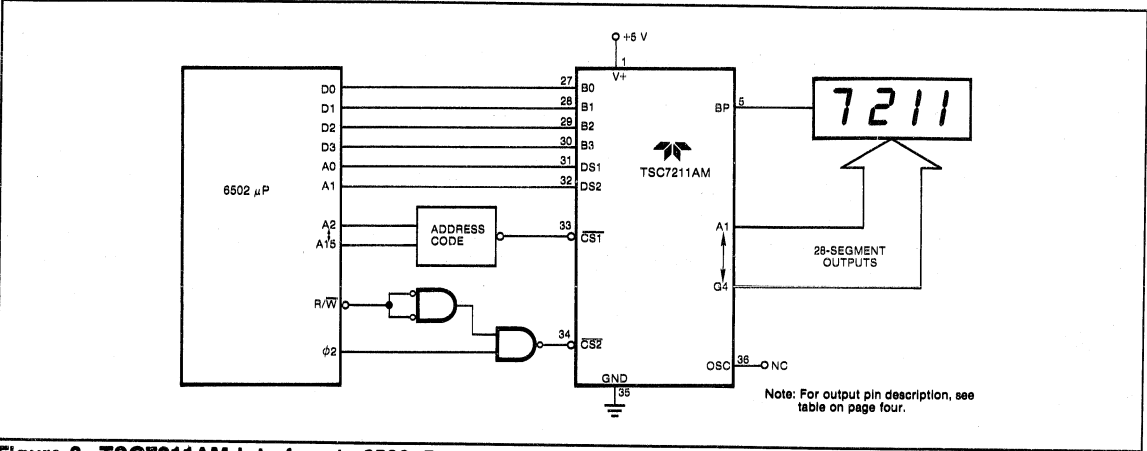 +5 V
1
V+
D0
27
B0
D1
28
B1
D2
29
B2
D3
30
B3
A0
31
DS1
A1
32
DS2
6502 µP
A2
A15
ADDRESS
CODE
33
CS1
R/W
34
CS2
ϕ2
GND
35
TSC7211AM
BP
5
7211
A1
28-SEGMENT
OUTPUTS
G4
OSC
36
NC
Note: For output pin description, see
table on page four.